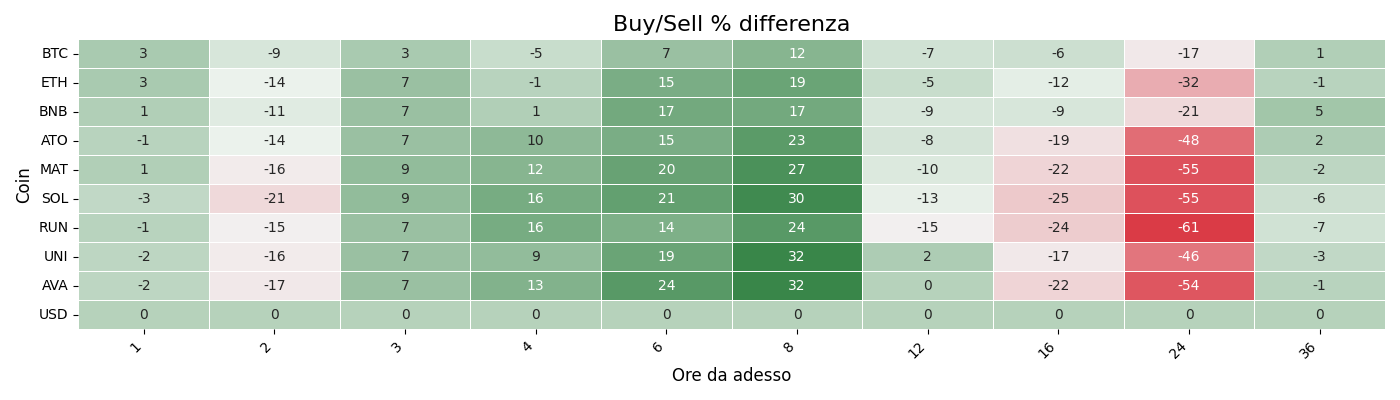 Buy/Sell % differenza
Coin
BTC 3 -9 3 -5 7 12 -7 -6 -17 1
ETH 3 -14 7 -1 15 19 -5 -12 -32 -1
BNB 1 -11 7 1 17 17 -9 -9 -21 5
ATO -1 -14 7 10 15 23 -8 -19 -48 2
MAT 1 -16 9 12 20 27 -10 -22 -55 -2
SOL -3 -21 9 16 21 30 -13 -25 -55 -6
RUN -1 -15 7 16 14 24 -15 -24 -61 -7
UNI -2 -16 7 9 19 32 2 -17 -46 -3
AVA -2 -17 7 13 24 32 0 -22 -54 -1
USD 0 0 0 0 0 0 0 0 0 0
1 2 3 4 6 8 12 16 24 36
Ore da adesso